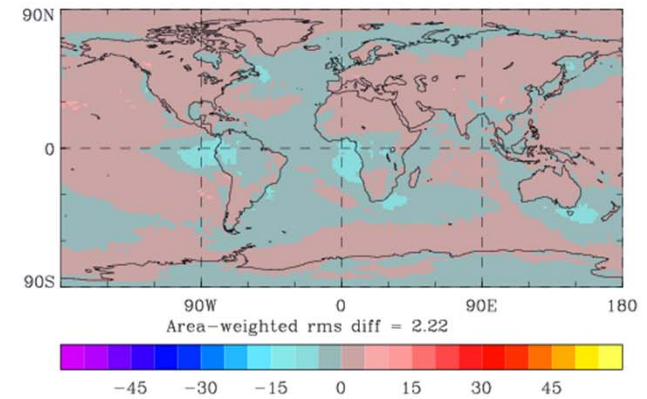 90N
0
90S
90W 0 90E 180
Area-weighted rms diff = 2.22
-45 -30 -15 0 15 30 45